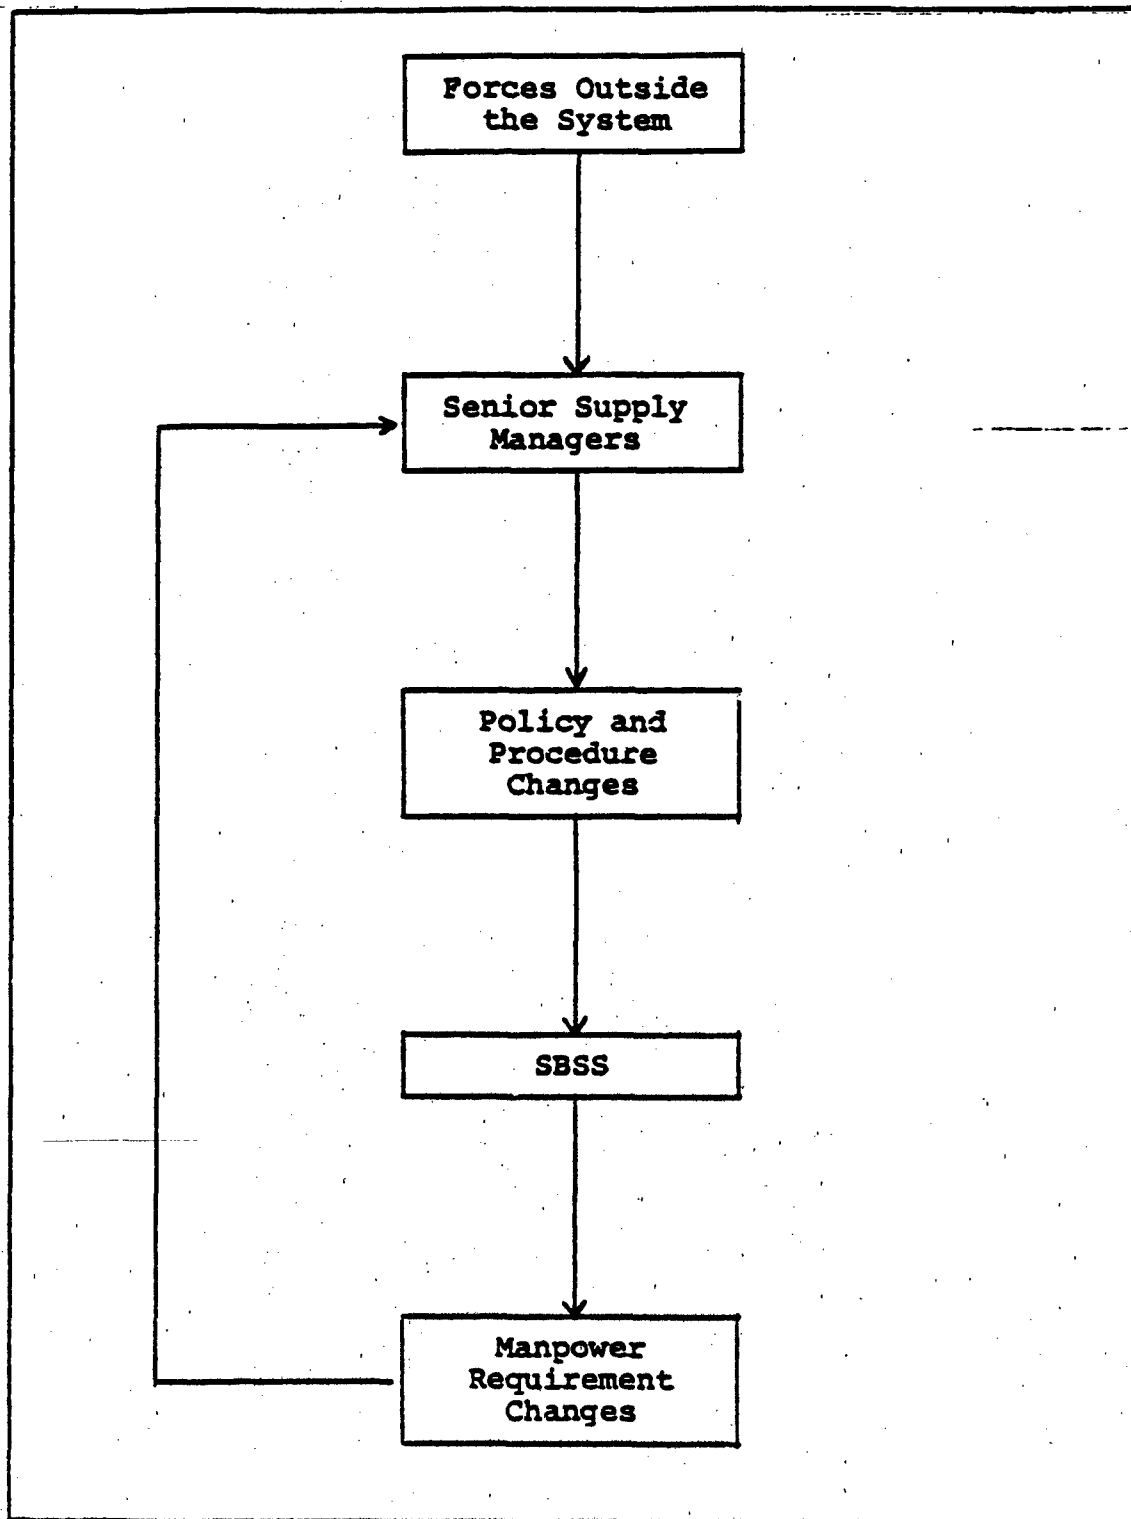 Forces Outside
the System
Senior Supply
Managers
Policy and
Procedure
Changes
SBSS
Manpower
Requirement
Changes